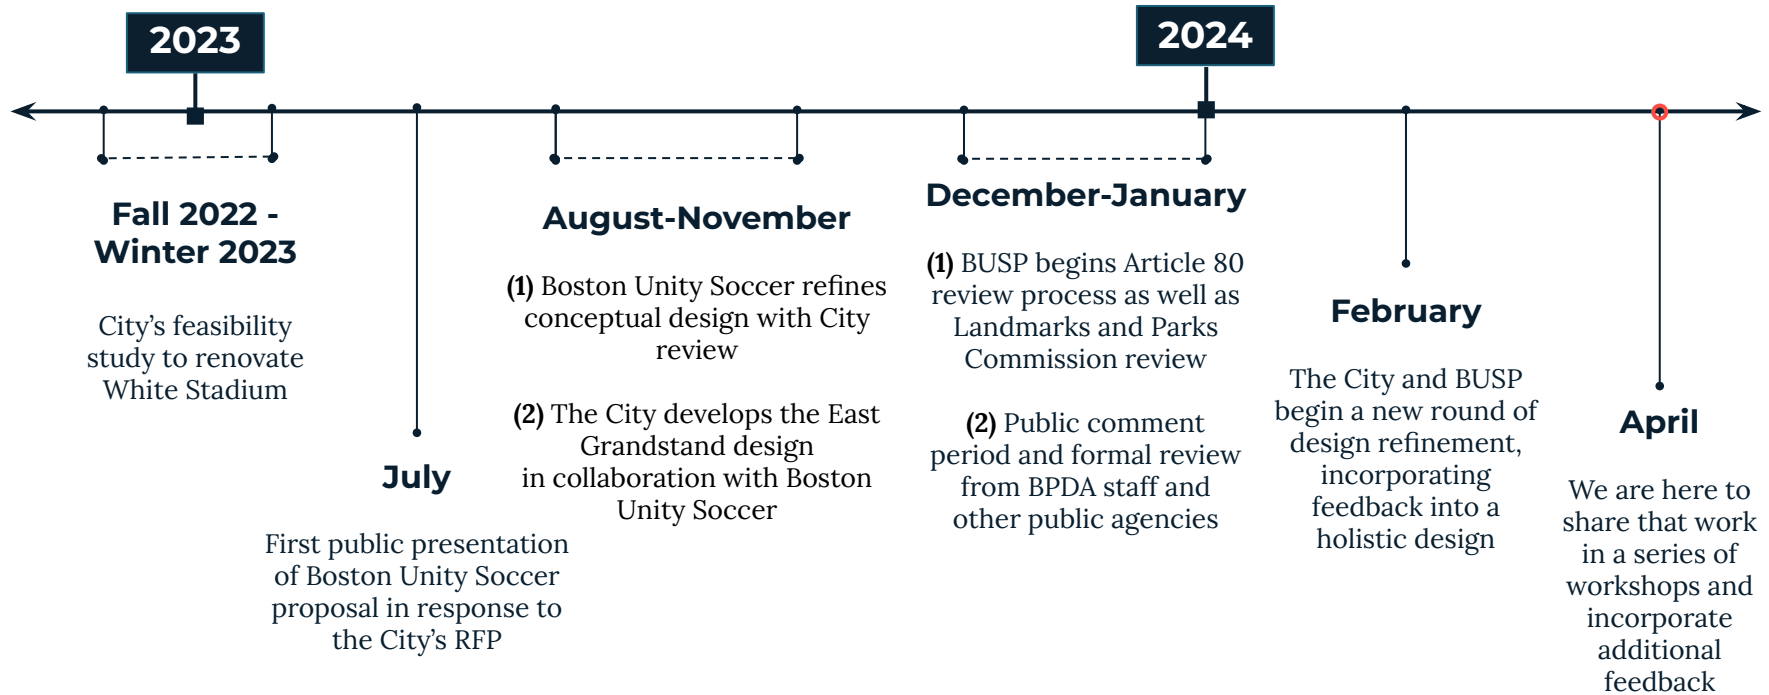 2023
2024
Fall 2022 -
Winter 2023
City’s feasibility
study to renovate
White Stadium
July
First public presentation
of Boston Unity Soccer
proposal in response to
the City’s RFP
August-November
(1) Boston Unity Soccer refines
conceptual design with City
review
(2) The City develops the East
Grandstand design
in collaboration with Boston
Unity Soccer
December-January
(1) BUSP begins Article 80
review process as well as
Landmarks and Parks
Commission review
(2) Public comment
period and formal review
from BPDA staff and
other public agencies
February
The City and BUSP
begin a new round of
design refinement,
incorporating
feedback into a
holistic design
April
We are here to
share that work
in a series of
workshops and
incorporate
additional
feedback